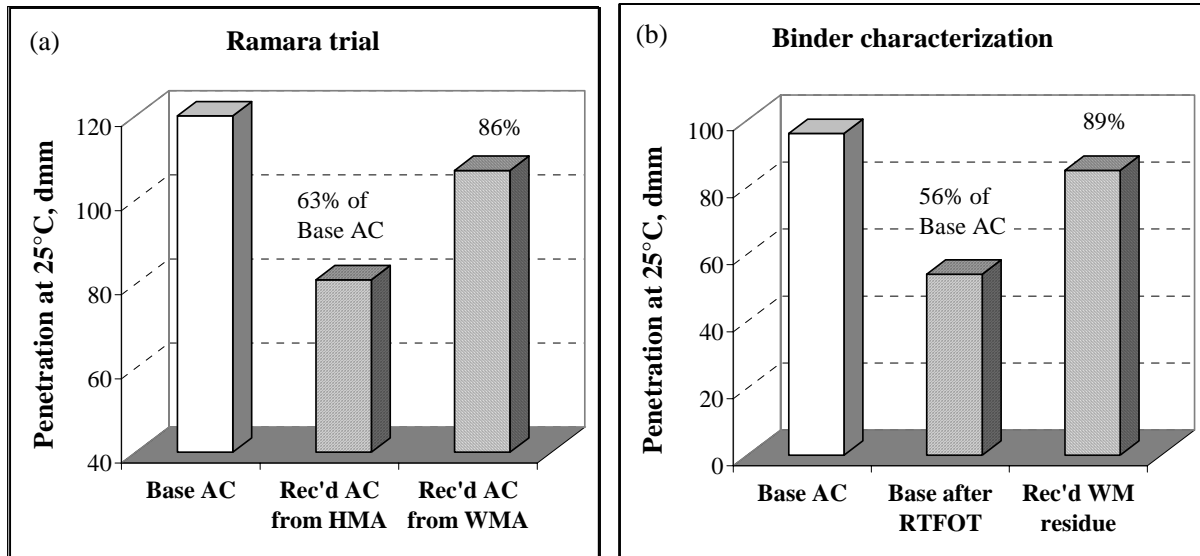 (a)
Ramara trial
Penetration at 25°C, dmm
120
100
80
60
40
63% of
Base AC
86%
Base AC
Rec'd AC
from HMA
Rec'd AC
from WMA
(b)
Binder characterization
Penetration at 25°C, dmm
100
80
60
40
20
0
56% of
Base AC
89%
Base AC
Base after
RTFOT
Rec'd WM
residue